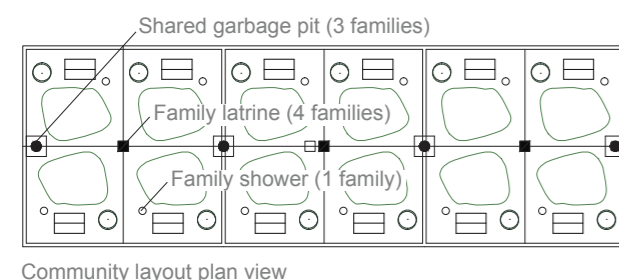 Shared garbage pit (3 families)
Family latrine (4 families)
Family shower (1 family)
Community layout plan view